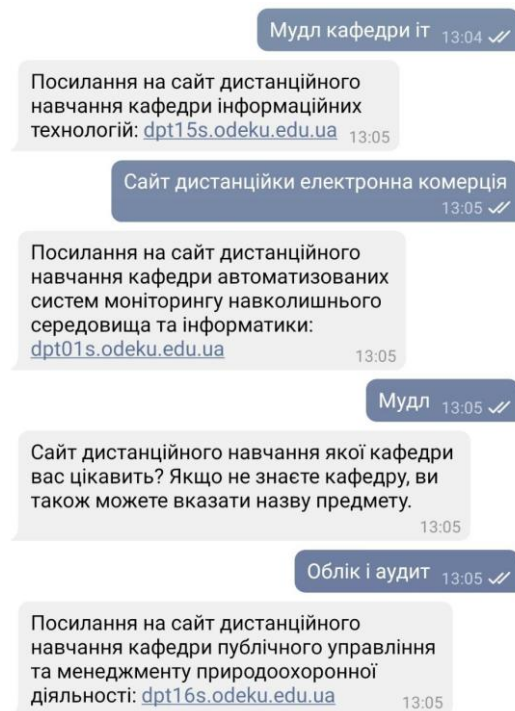 Мудл кафедри іт 13:04
Посилання на сайт дистанційного
навчання кафедри інформаційних
технологій: dpt15s.odeku.edu.ua 13:05
Сайт дистанційки електронна комерція
13:05
Посилання на сайт дистанційного
навчання кафедри автоматизованих
систем моніторингу навколишнього
середовища та інформатики:
dpt01s.odeku.edu.ua 13:05
Мудл 13:05
Сайт дистанційного навчання якої кафедри
вас цікавить? Якщо не знаєте кафедру, ви
також можете вказати назву предмету.
13:05
Облік і аудит 13:05
Посилання на сайт дистанційного
навчання кафедри публічного управління
та менеджменту природоохоронної
діяльності: dpt16s.odeku.edu.ua 13:05